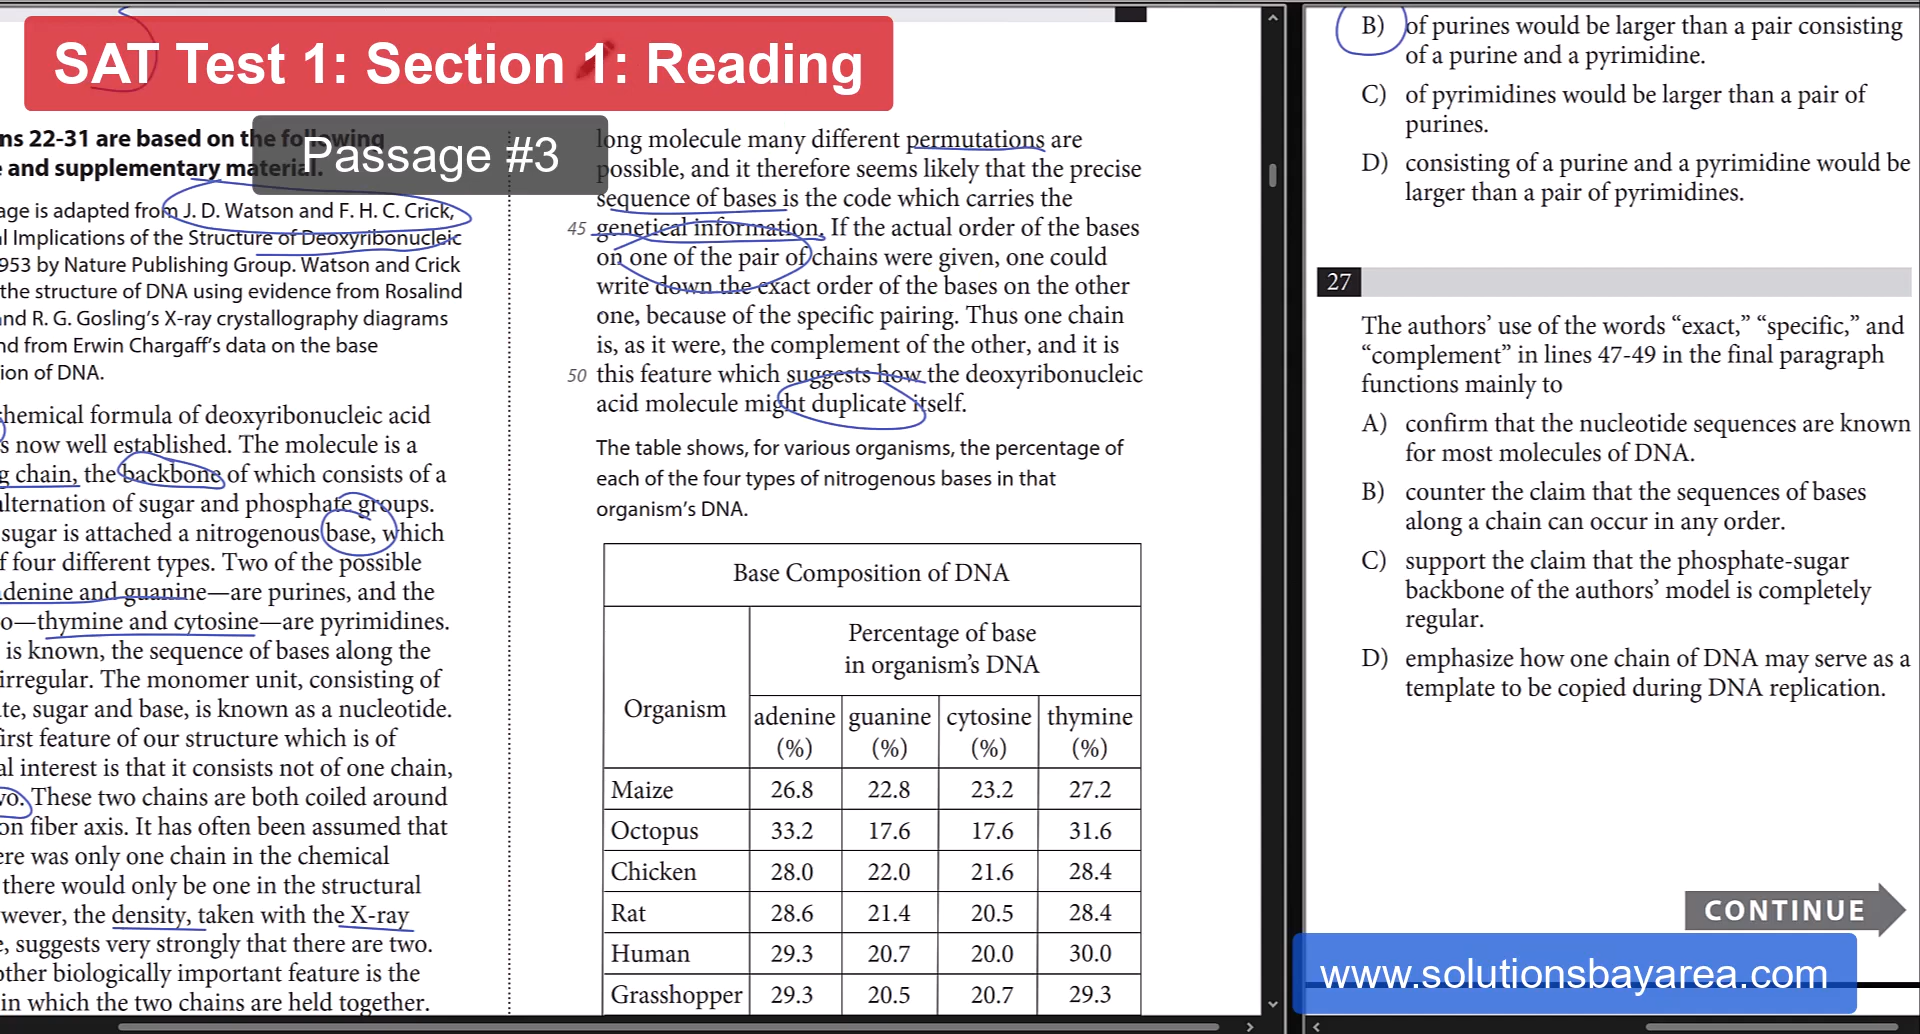 SAT Test 1: Section 1: Reading
Passage #3
ns 22-31 are based on the following
e and supplementary material.
age is adapted from J. D. Watson and F. H. C. Crick,
al Implications of the Structure of Deoxyribonucleic
953 by Nature Publishing Group. Watson and Crick
the structure of DNA using evidence from Rosalind
and R. G. Gosling's X-ray crystallography diagrams
nd from Erwin Chargaff's data on the base
ion of DNA.
hemical formula of deoxyribonucleic acid
s now well established. The molecule is a
g chain, the backbone of which consists of a
alternation of sugar and phosphate groups.
sugar is attached a nitrogenous base, which
f four different types. Two of the possible
adenine and guanine—are purines, and the
o—thymine and cytosine—are pyrimidines.
is known, the sequence of bases along the
irregular. The monomer unit, consisting of
te, sugar and base, is known as a nucleotide.
first feature of our structure which is of
al interest is that it consists not of one chain,
wo. These two chains are both coiled around
on fiber axis. It has often been assumed that
ere was only one chain in the chemical
there would only be one in the structural
wever, the density, taken with the X-ray
e, suggests very strongly that there are two.
other biologically important feature is the
in which the two chains are held together.
long molecule many different permutations are
possible, and it therefore seems likely that the precise
sequence of bases is the code which carries the
45 genetical information. If the actual order of the bases
on one of the pair of chains were given, one could
write down the exact order of the bases on the other
one, because of the specific pairing. Thus one chain
is, as it were, the complement of the other, and it is
50 this feature which suggests how the deoxyribonucleic
acid molecule might duplicate itself.
The table shows, for various organisms, the percentage of
each of the four types of nitrogenous bases in that
organism's DNA.
Base Composition of DNA
Percentage of base
in organism's DNA
Organism
adenine guanine cytosine thymine
(%) (%) (%) (%)
Maize 26.8 22.8 23.2 27.2
Octopus 33.2 17.6 17.6 31.6
Chicken 28.0 22.0 21.6 28.4
Rat 28.6 21.4 20.5 28.4
Human 29.3 20.7 20.0 30.0
Grasshopper 29.3 20.5 20.7 29.3
B) of purines would be larger than a pair consisting
of a purine and a pyrimidine.
C) of pyrimidines would be larger than a pair of
purines.
D) consisting of a purine and a pyrimidine would be
larger than a pair of pyrimidines.
27
The authors' use of the words “exact,” “specific,” and
“complement” in lines 47-49 in the final paragraph
functions mainly to
A) confirm that the nucleotide sequences are known
for most molecules of DNA.
B) counter the claim that the sequences of bases
along a chain can occur in any order.
C) support the claim that the phosphate-sugar
backbone of the authors' model is completely
regular.
D) emphasize how one chain of DNA may serve as a
template to be copied during DNA replication.
CONTINUE
www.solutionsbayarea.com